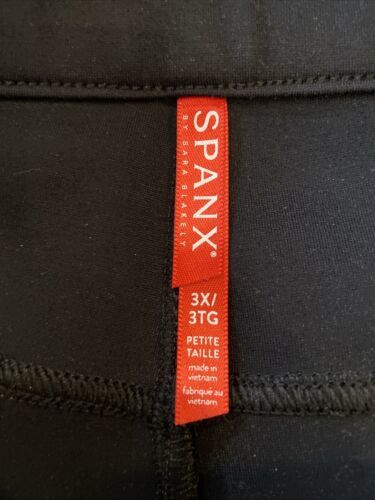 SPANX®
BY SARA BLAKELY
3X/
3TG
PETITE
TAILLE
made in
vietnam
fabriqué au
vietnam